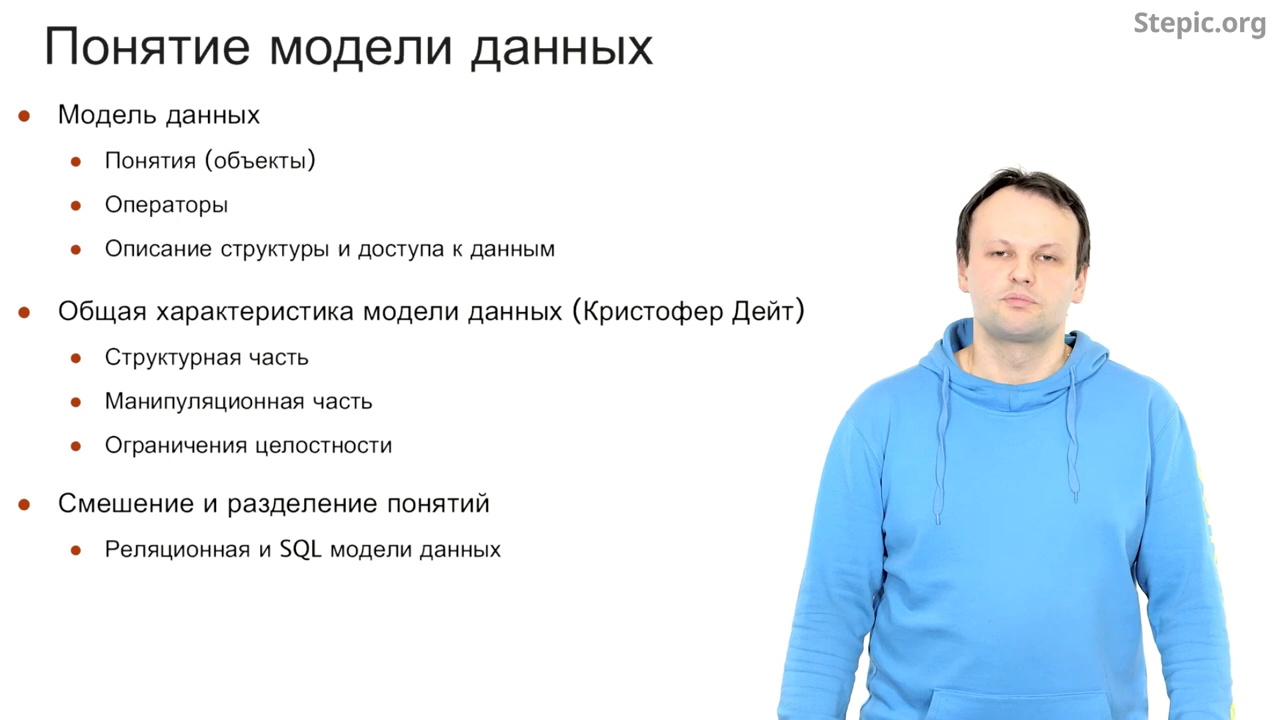 Stepic.org
Понятие модели данных
Модель данных
Понятия (объекты)
Операторы
Описание структуры и доступа к данным
Общая характеристика модели данных (Кристофер Дейт)
Структурная часть
Манипуляционная часть
Ограничения целостности
Смешение и разделение понятий
Реляционная и SQL модели данных